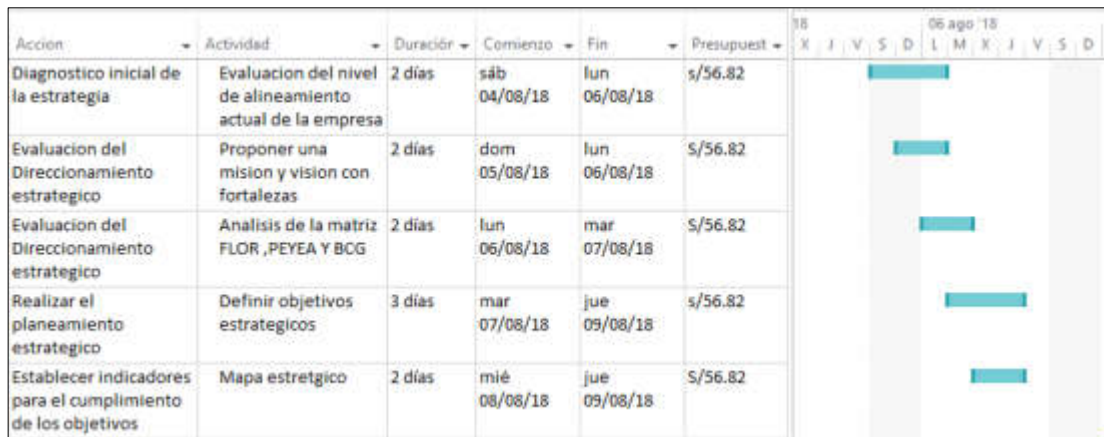 18 06 ago '18
Accion Actividad Duración Comienzo Fin Presupuest X J V S D L M X J V S D
Diagnostico inicial de Evaluacion del nivel 2 días sáb lun s/56.82
la estrategia de alineamiento 04/08/18 06/08/18
actual de la empresa
Evaluacion del Proponer una 2 días dom lun S/56.82
Direccionamiento mision y vision con 05/08/18 06/08/18
estrategico fortalezas
Evaluacion del Analisis de la matriz 2 días lun mar S/56.82
Direccionamiento FLOR ,PEYEA Y BCG 06/08/18 07/08/18
estrategico
Realizar el Definir objetivos 3 días mar jue s/56.82
planeamiento estrategicos 07/08/18 09/08/18
estrategico
Establecer indicadores Mapa estretgico 2 días mié jue S/56.82
para el cumplimiento 08/08/18 09/08/18
de los objetivos